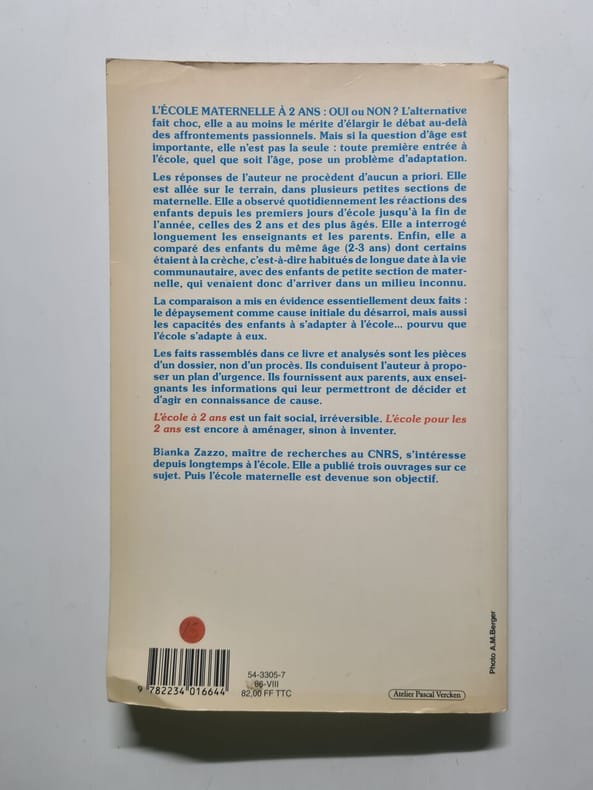 L'ÉCOLE MATERNELLE À 2 ANS : OUI ou NON ? L'alternative
fait choc, elle a au moins le mérite d'élargir le débat au-delà
des affrontements passionnels. Mais si la question d'âge est
importante, elle n'est pas la seule : toute première entrée à
l'école, quel que soit l'âge, pose un problème d'adaptation.
Les réponses de l'auteur ne procèdent d'aucun a priori. Elle
est allée sur le terrain, dans plusieurs petites sections de
maternelle. Elle a observé quotidiennement les réactions des
enfants depuis les premiers jours d'école jusqu'à la fin de
l'année, celles des 2 ans et des plus âgés. Elle a interrogé
longuement les enseignants et les parents. Enfin, elle a
comparé des enfants du même âge (2-3 ans) dont certains
étaient à la crèche, c'est-à-dire habitués de longue date à la vie
communautaire, avec des enfants de petite section de mater-
nelle, qui venaient donc d'arriver dans un milieu inconnu.
La comparaison a mis en évidence essentiellement deux faits :
le dépaysement comme cause initiale du désarroi, mais aussi
les capacités des enfants à s'adapter à l'école... pourvu que
l'école s'adapte à eux.
Les faits rassemblés dans ce livre et analysés sont les pièces
d'un dossier, non d'un procès. Ils conduisent l'auteur à propo-
ser un plan d'urgence. Ils fournissent aux parents, aux ensei-
gnants les informations qui leur permettront de décider et
d'agir en connaissance de cause.
L'école à 2 ans est un fait social, irréversible. L'école pour les
2 ans est encore à aménager, sinon à inventer.
Bianka Zazzo, maître de recherches au CNRS, s'intéresse
depuis longtemps à l'école. Elle a publié trois ouvrages sur ce
sujet. Puis l'école maternelle est devenue son objectif.
Photo A.M.Berger
15
54-3305-7
86-VIII
82,00 FF TTC
9 782234 016644
Atelier Pascal Vercken